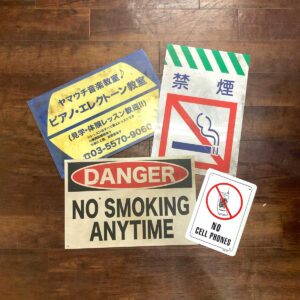 ヤマウチ音楽教室♪
ピアノ・エレクトーン教室
(見学・体験レッスン歓迎!!)
☎03-5570-9060
禁煙
DANGER
NO SMOKING
ANYTIME
NO
CELL PHONES